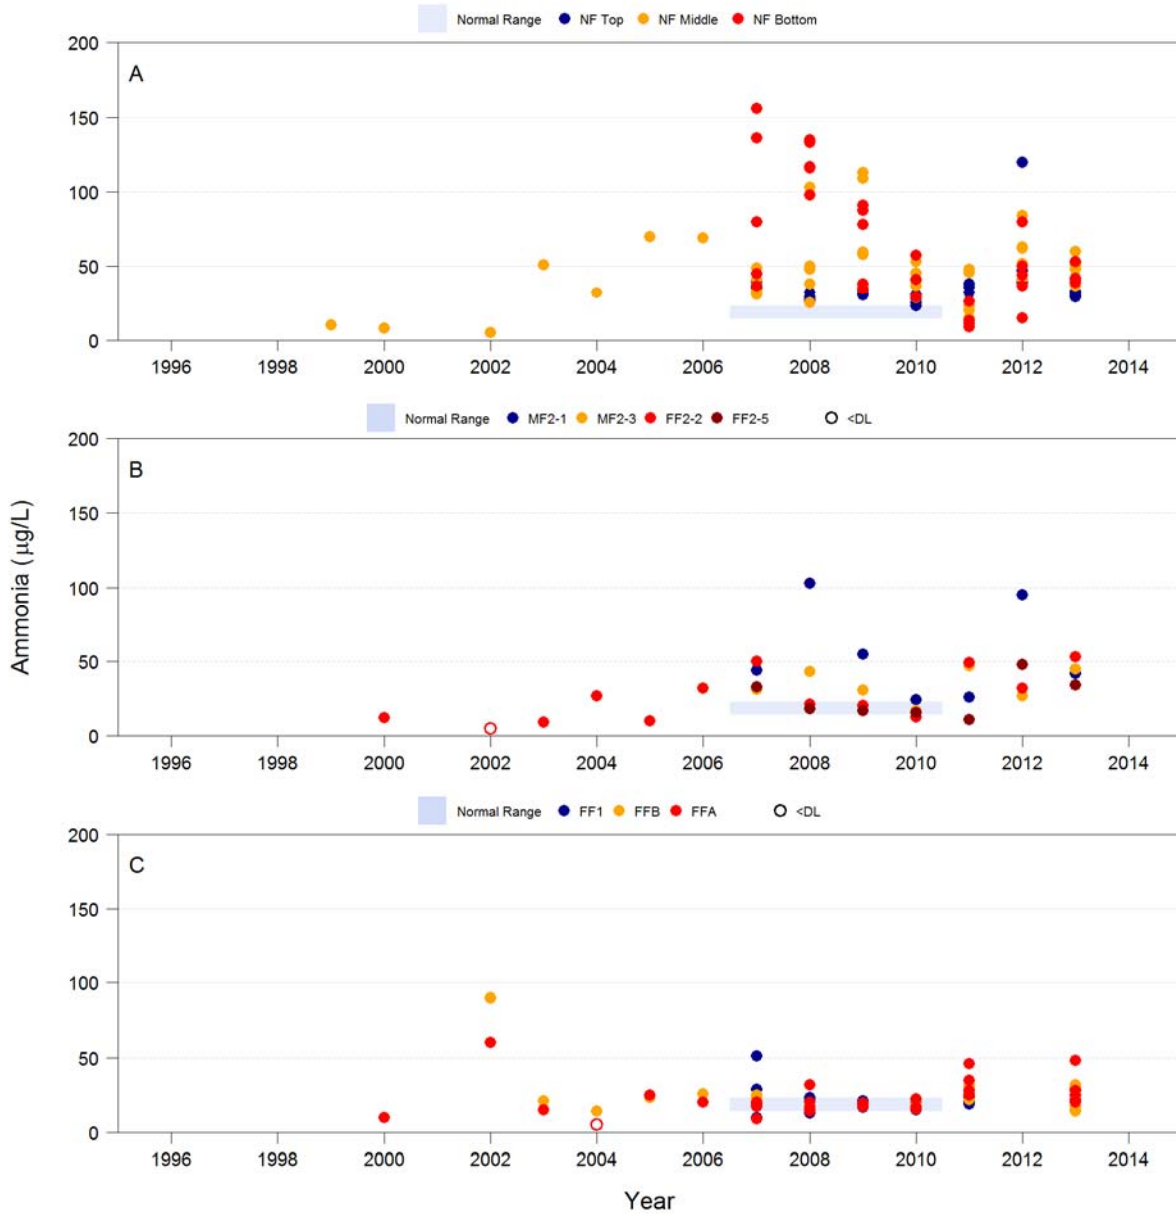 Normal Range NF Top NF Middle NF Bottom
200
A
150
100
50
0
1996 1998 2000 2002 2004 2006 2008 2010 2012 2014
Normal Range MF2-1 MF2-3 FF2-2 FF2-5 <DL
200
B
150
100
50
0
1996 1998 2000 2002 2004 2006 2008 2010 2012 2014
Ammonia (µg/L)
Normal Range FF1 FFB FFA <DL
200
C
150
100
50
0
1996 1998 2000 2002 2004 2006 2008 2010 2012 2014
Year